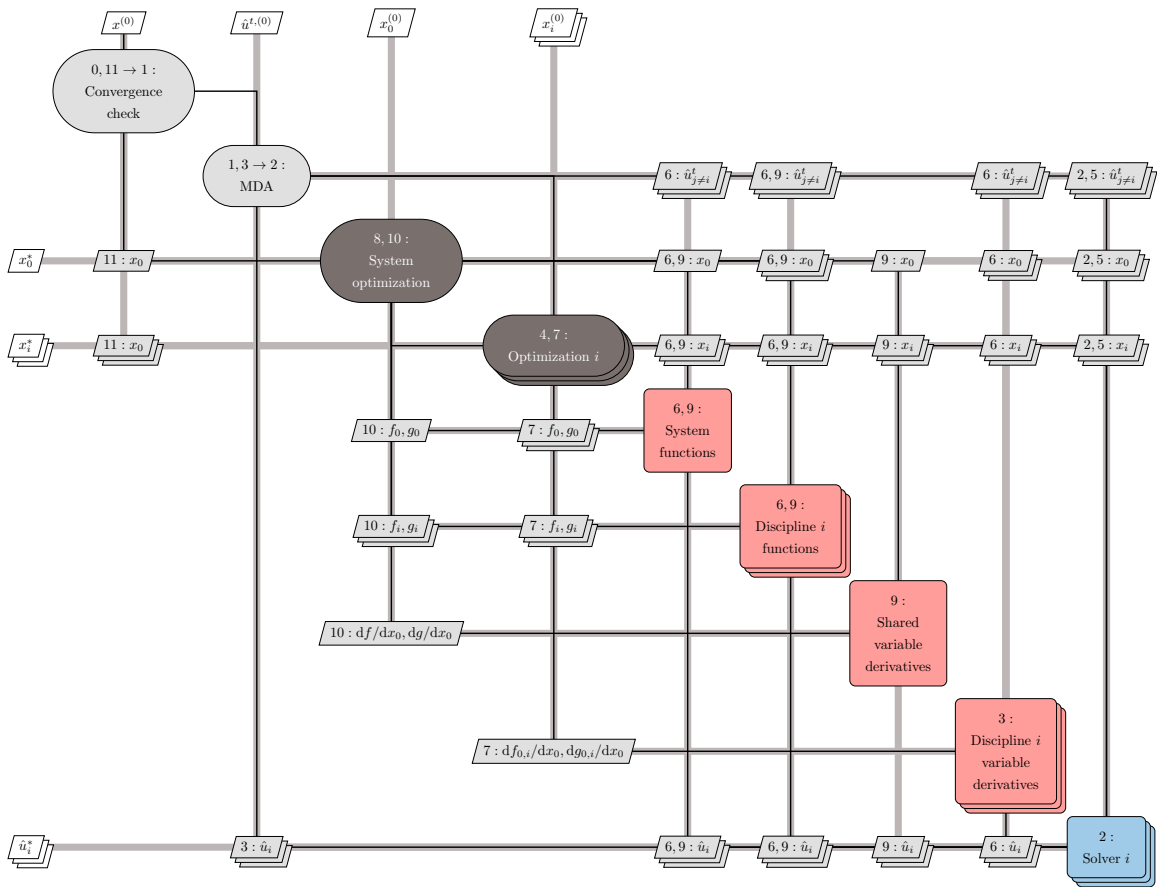 x^{(0)}
û^{t,(0)}
x_0^{(0)}
x_i^{(0)}
0, 11 → 1 :
Convergence
check
1, 3 → 2 :
MDA
6 : û^t_{j≠i}
6, 9 : û^t_{j≠i}
6 : û^t_{j≠i}
2, 5 : û^t_{j≠i}
x_0^*
11 : x_0
8, 10 :
System
optimization
6, 9 : x_0
6, 9 : x_0
9 : x_0
6 : x_0
2, 5 : x_0
x_i^*
11 : x_0
4, 7 :
Optimization i
6, 9 : x_i
6, 9 : x_i
9 : x_i
6 : x_i
2, 5 : x_i
10 : f_0, g_0
7 : f_0, g_0
6, 9 :
System
functions
10 : f_i, g_i
7 : f_i, g_i
6, 9 :
Discipline i
functions
10 : df/dx_0, dg/dx_0
9 :
Shared
variable
derivatives
7 : df_{0,i}/dx_0, dg_{0,i}/dx_0
3 :
Discipline i
variable
derivatives
û_i^*
3 : û_i
6, 9 : û_i
6, 9 : û_i
9 : û_i
6 : û_i
2 :
Solver i